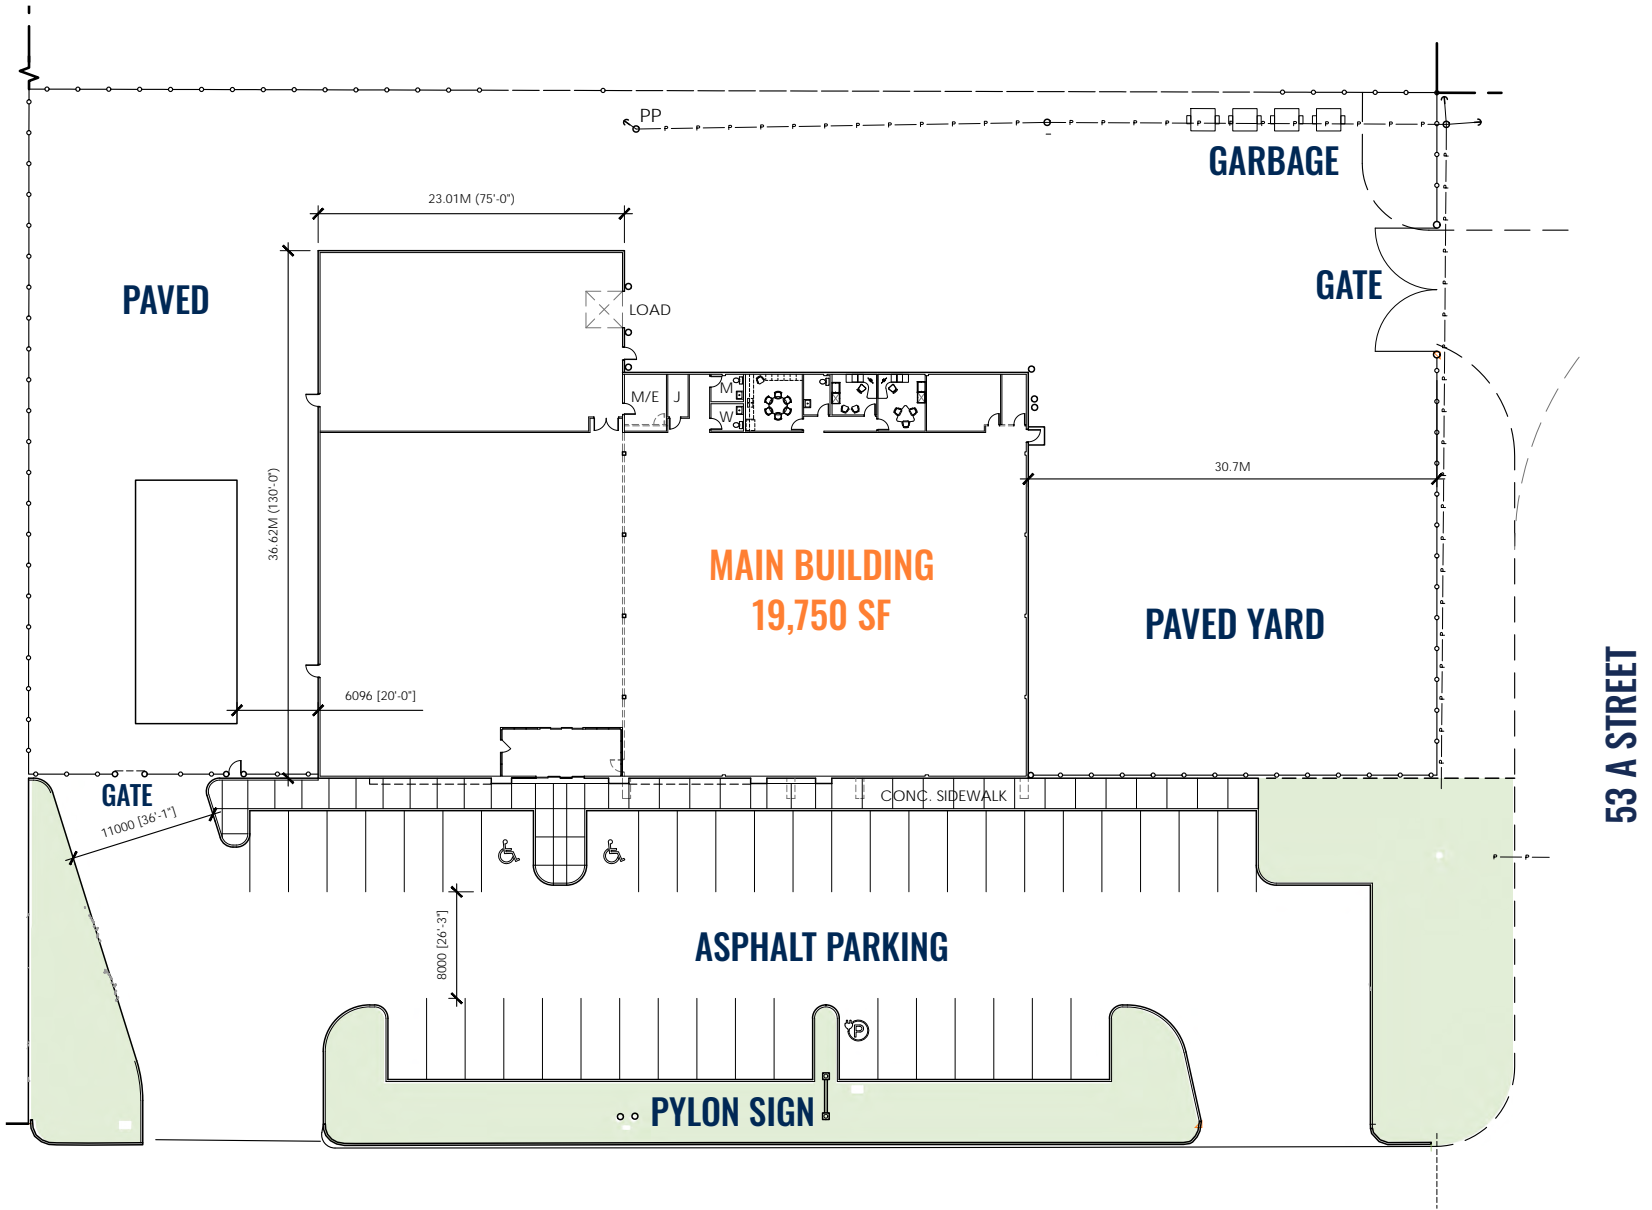 PP
GARBAGE
23.01M (75'-0")
PAVED
GATE
LOAD
M/E
J
M
W
30.7M
36.62M (130'-0")
MAIN BUILDING
19,750 SF
PAVED YARD
53 A STREET
6096 [20'-0"]
GATE
CONC. SIDEWALK
11000 [36'-1"]
8000 [26'-3"]
ASPHALT PARKING
P
PYLON SIGN